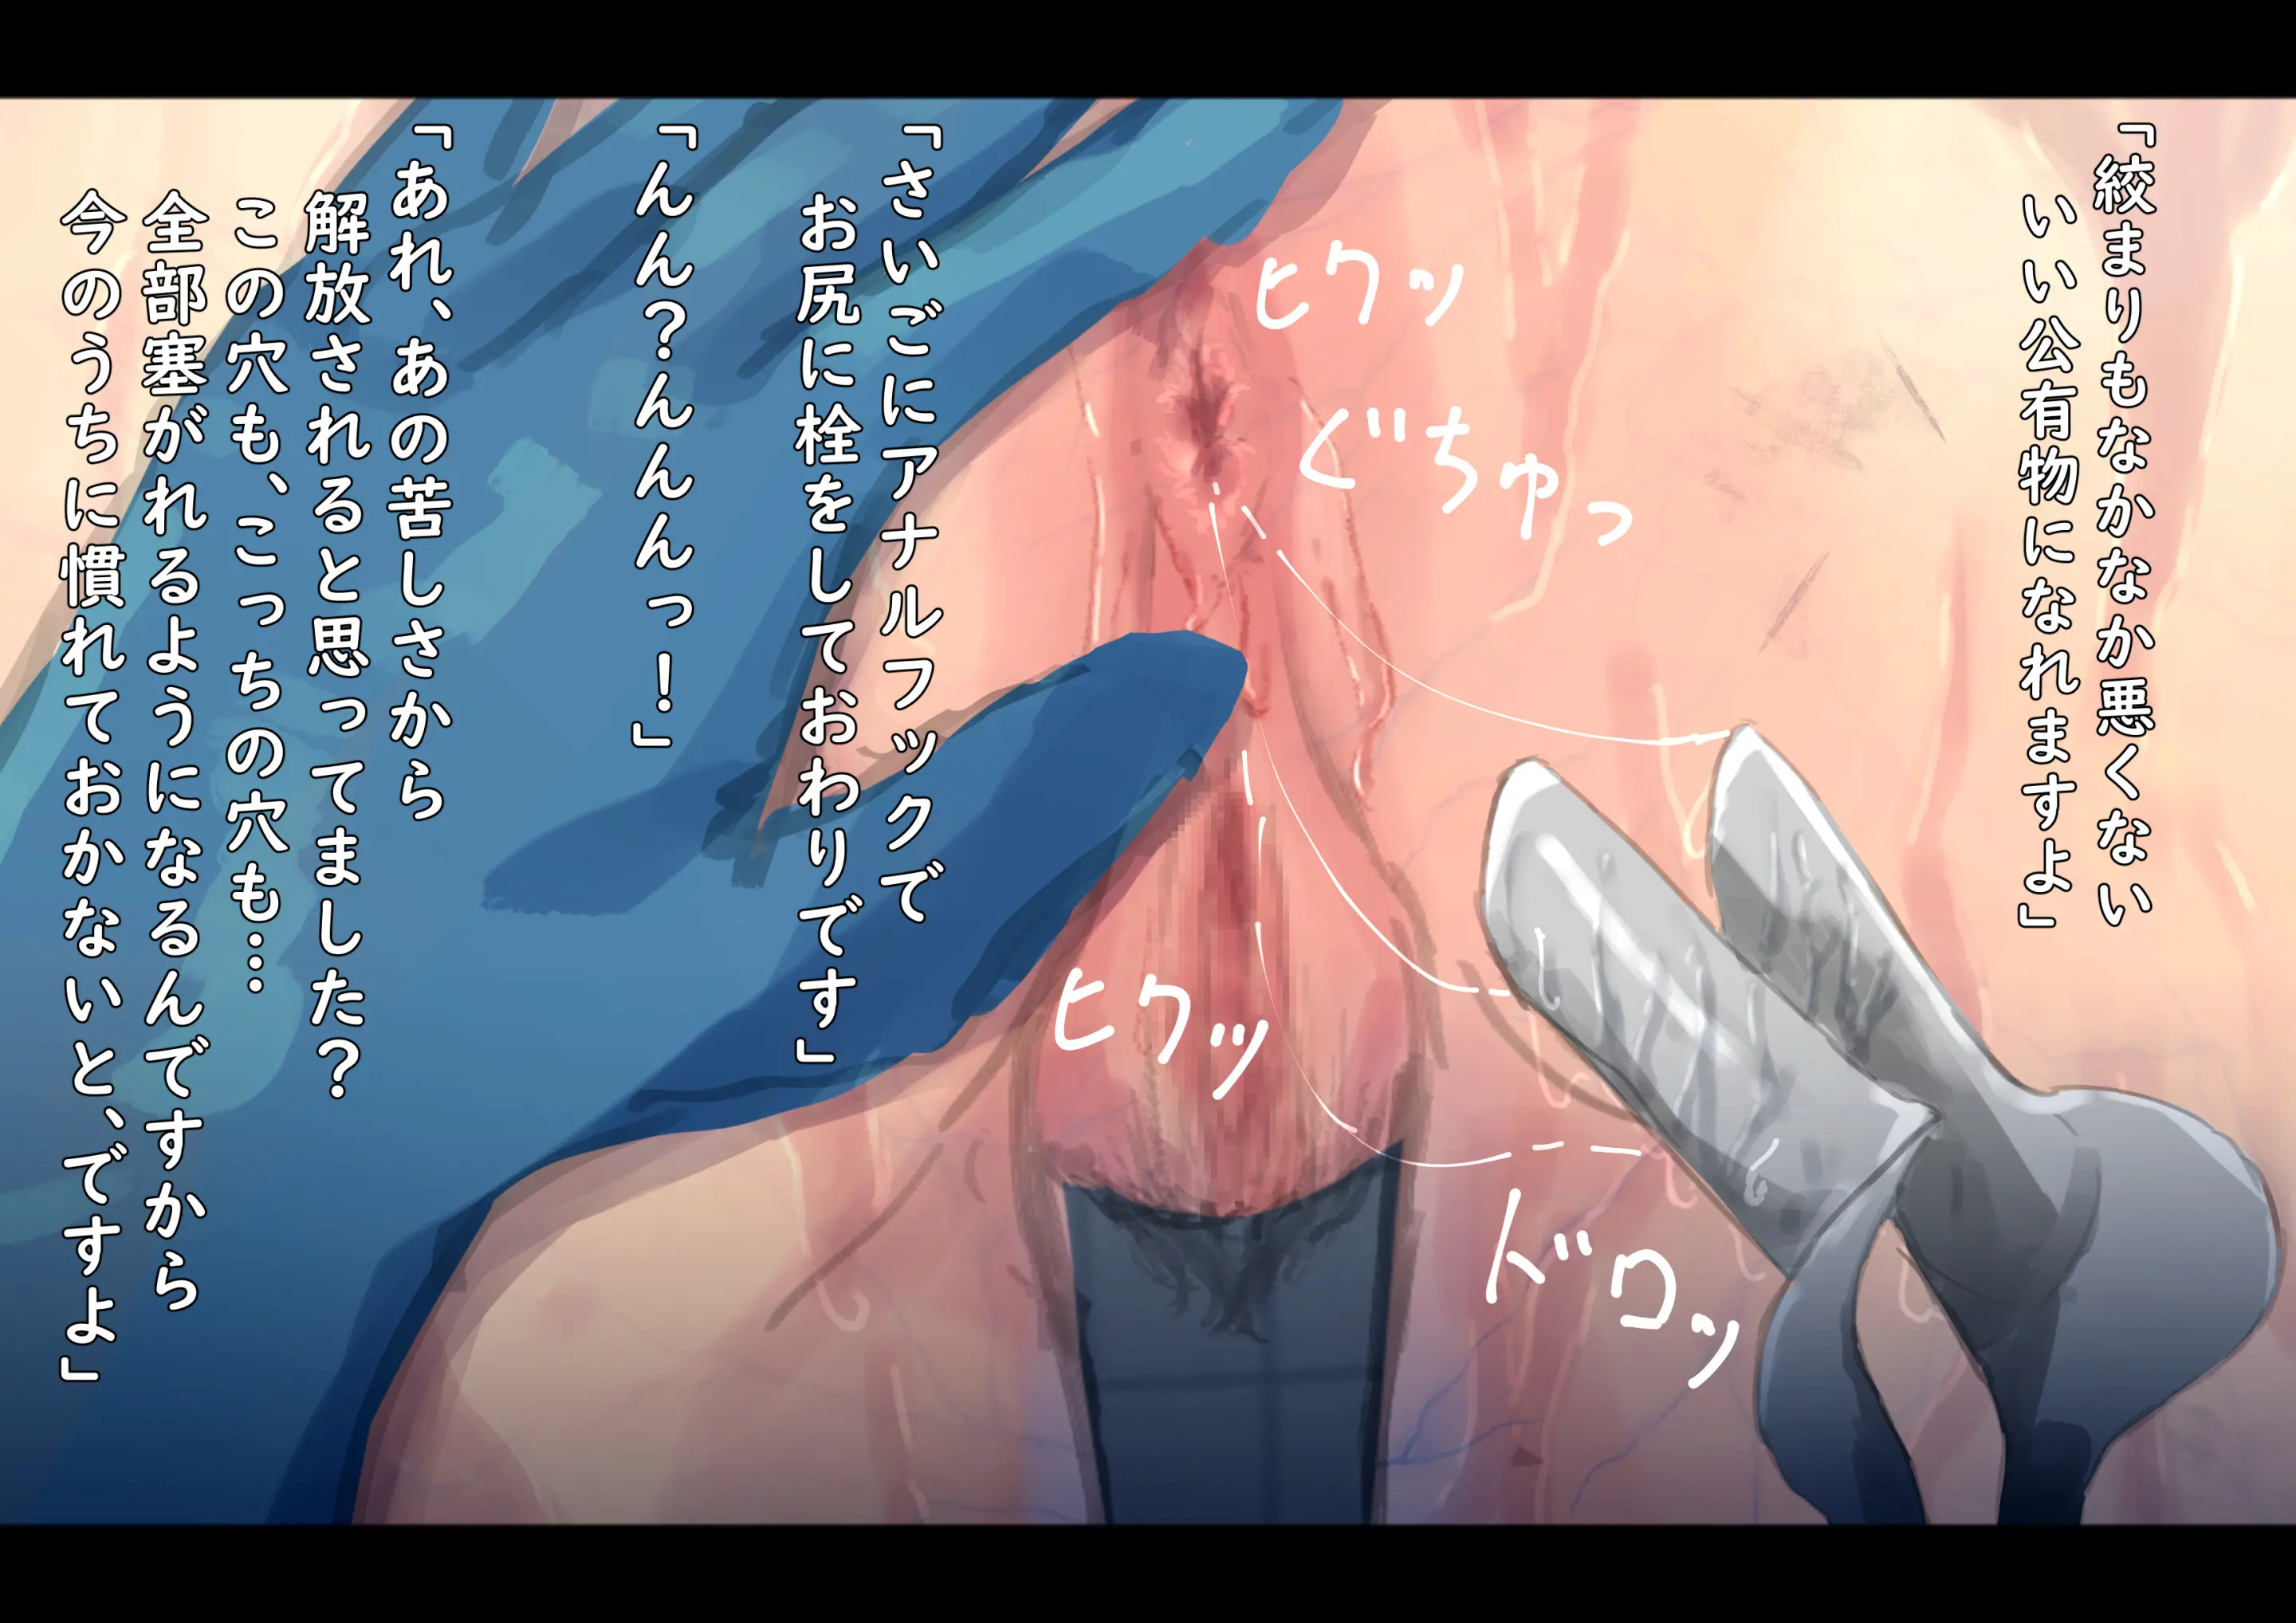 「絞まりもなかなか悪くない
いい公有物になれますよ」
ヒクッ
ぐちゅっ
ヒクッ
ドロッ
「さいごにアナルフックで
お尻に栓をしておわりです」
「んん?んんんっ!」
「あれ、あの苦しさから
解放されると思ってました?
この穴も、こっちの穴も…
全部塞がれるようになるんですから
今のうちに慣れておかないと、ですよ」